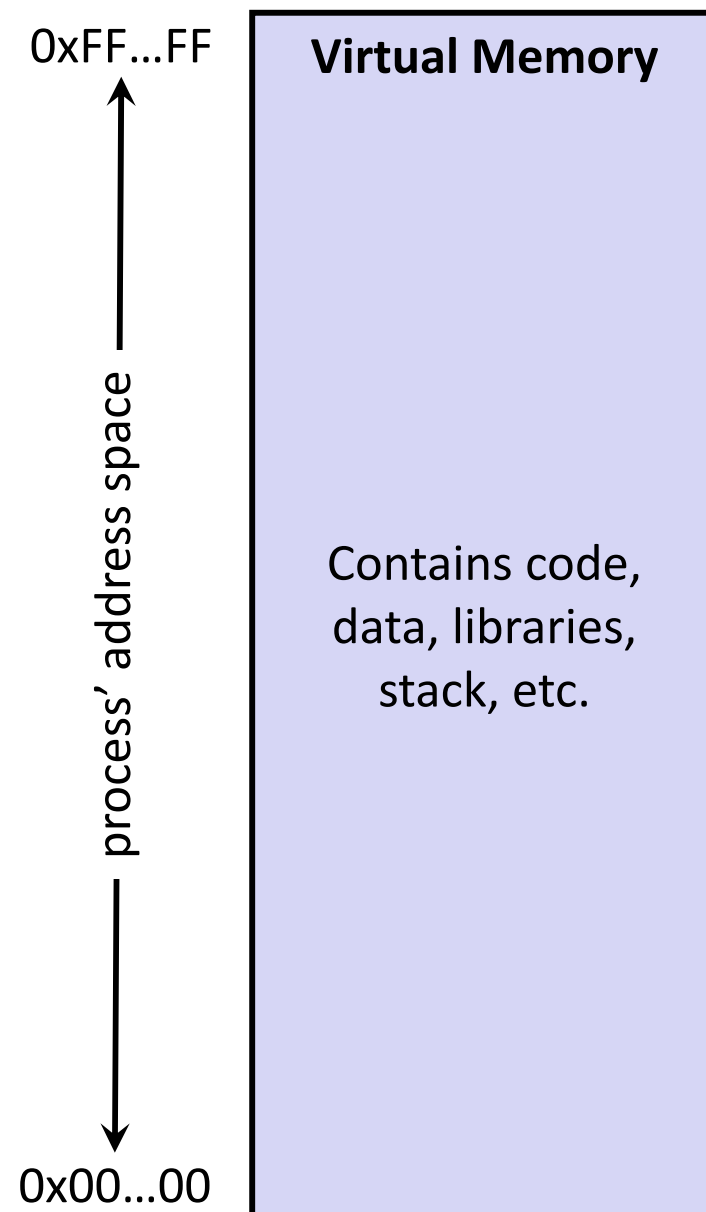 0xFF…FF
Virtual Memory
process’ address space
Contains code,
data, libraries,
stack, etc.
0x00…00